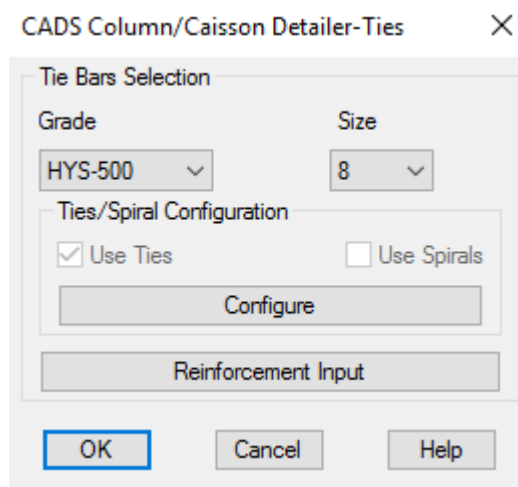 CADS Column/Caisson Detailer-Ties
Tie Bars Selection
Grade Size
HYS-500 8
Ties/Spiral Configuration
Use Ties Use Spirals
Configure
Reinforcement Input
OK Cancel Help